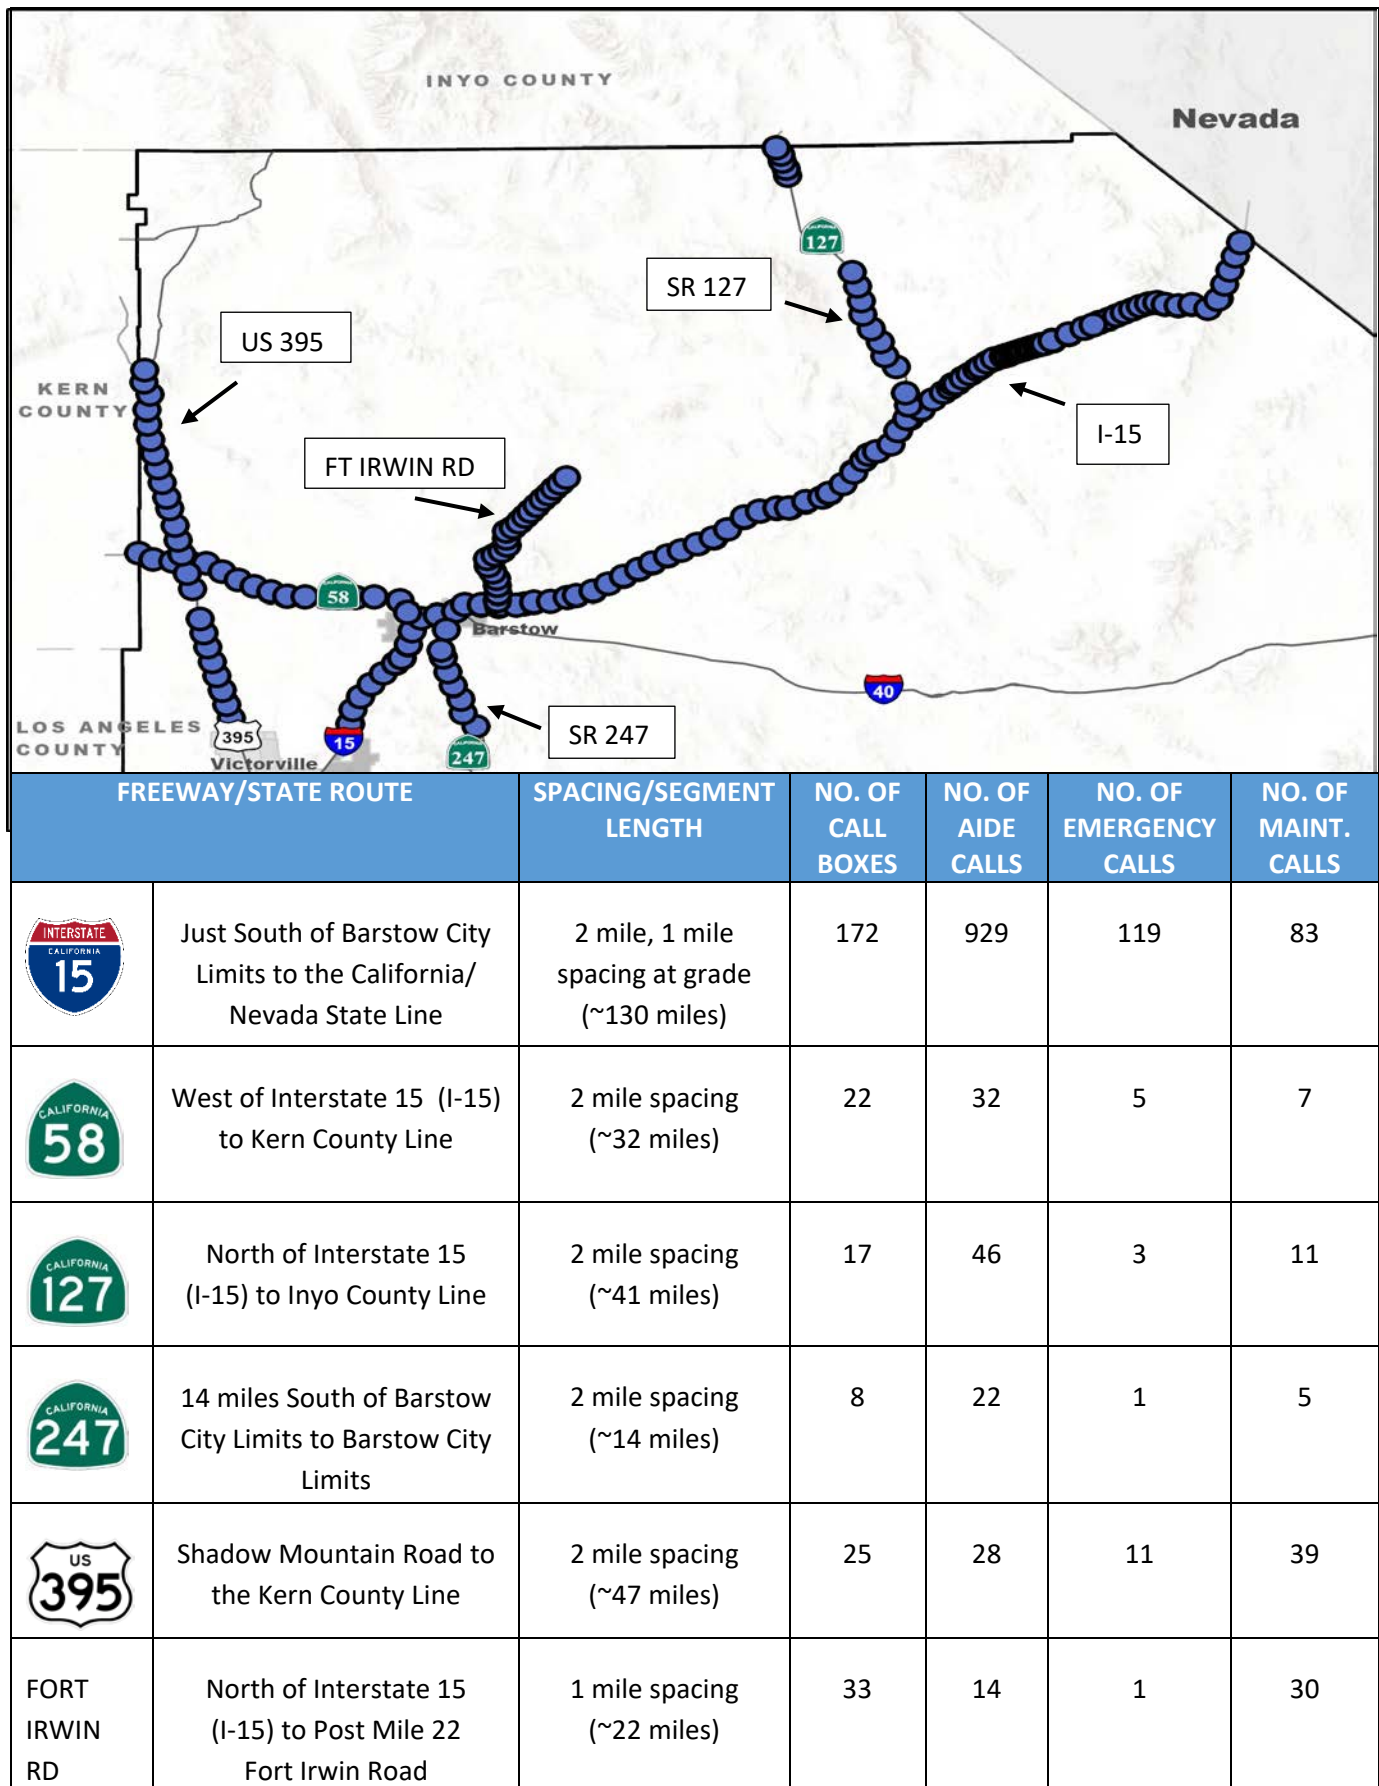 INYO COUNTY
Nevada
CALIFORNIA
127
SR 127
US 395
KERN
COUNTY
I-15
FT IRWIN RD
CALIFORNIA
58
Barstow
40
LOS ANGELES
COUNTY
395
15
SR 247
CALIFORNIA
247
Victorville
FREEWAY/STATE ROUTE
SPACING/SEGMENT
LENGTH
NO. OF
CALL
BOXES
NO. OF
AIDE
CALLS
NO. OF
EMERGENCY
CALLS
NO. OF
MAINT.
CALLS
INTERSTATE
CALIFORNIA
15
Just South of Barstow City
Limits to the California/
Nevada State Line
2 mile, 1 mile
spacing at grade
(~130 miles)
172
929
119
83
CALIFORNIA
58
West of Interstate 15 (I-15)
to Kern County Line
2 mile spacing
(~32 miles)
22
32
5
7
CALIFORNIA
127
North of Interstate 15
(I-15) to Inyo County Line
2 mile spacing
(~41 miles)
17
46
3
11
CALIFORNIA
247
14 miles South of Barstow
City Limits to Barstow City
Limits
2 mile spacing
(~14 miles)
8
22
1
5
US
395
Shadow Mountain Road to
the Kern County Line
2 mile spacing
(~47 miles)
25
28
11
39
FORT
IRWIN
RD
North of Interstate 15
(I-15) to Post Mile 22
Fort Irwin Road
1 mile spacing
(~22 miles)
33
14
1
30